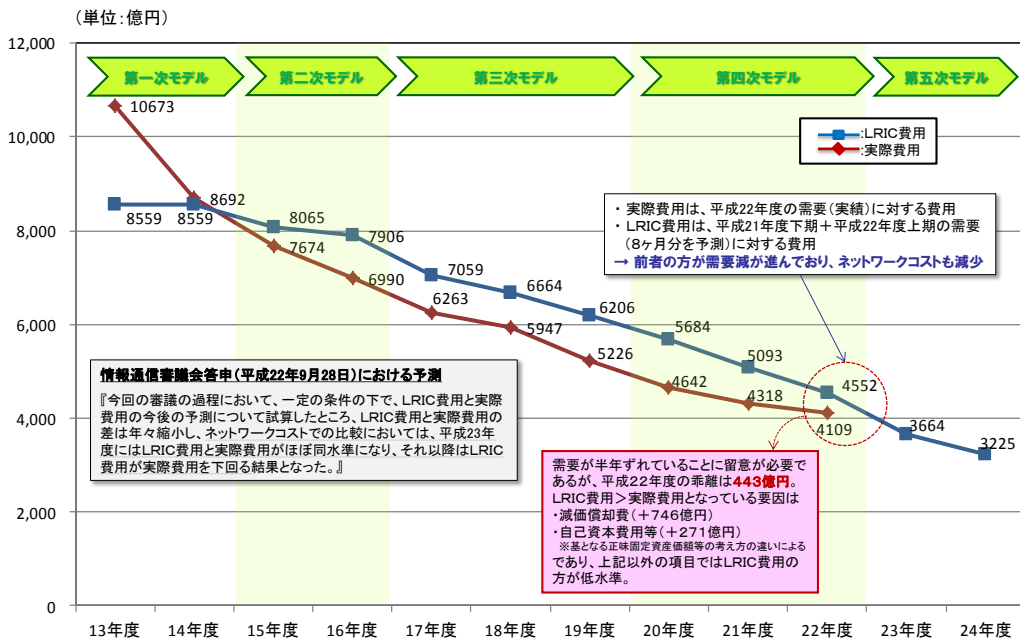 （単位：億円）
12,000
10,000
8,000
6,000
4,000
2,000
0
第一次モデル
第二次モデル
第三次モデル
第四次モデル
第五次モデル
:LRIC費用
:実際費用
10673
8692
8559
8559
8065
7906
7674
6990
7059
6664
6206
6263
5947
5226
5684
5093
4552
4642
4318
4109
3664
3225
・ 実際費用は、平成22年度の需要（実績）に対する費用
・ LRIC費用は、平成21年度下期＋平成22年度上期の需要
（8ヶ月分を予測）に対する費用
→ 前者の方が需要減が進んでおり、ネットワークコストも減少
情報通信審議会答申（平成22年9月28日）における予測
『今回の審議の過程において、一定の条件の下で、LRIC費用と実際
費用の今後の予測について試算したところ、LRIC費用と実際費用の
差は年々縮小し、ネットワークコストでの比較においては、平成23年
度にはLRIC費用と実際費用がほぼ同水準になり、それ以降はLRIC
費用が実際費用を下回る結果となった。』
需要が半年ずれていることに留意が必要で
あるが、平成２２年度の乖離は443億円。
LRIC費用＞実際費用となっている要因は
・減価償却費（＋746億円）
・自己資本費用等（＋271億円）
※基となる正味固定資産価額等の考え方の違いによる
であり、上記以外の項目ではLRIC費用の
方が低水準。
13年度
14年度
15年度
16年度
17年度
18年度
19年度
20年度
21年度
22年度
23年度
24年度